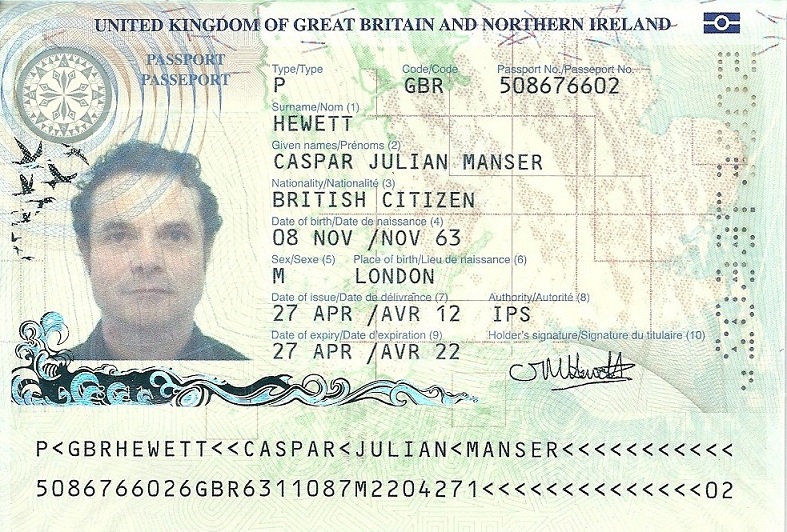 UNITED KINGDOM OF GREAT BRITAIN AND NORTHERN IRELAND
PASSPORT
PASSEPORT
Type/Type Code/Code Passport No./Passeport No.
P GBR 508676602
Surname/Nom (1)
HEWETT
Given names/Prénoms (2)
CASPAR JULIAN MANSER
Nationality/Nationalité (3)
BRITISH CITIZEN
Date of birth/Date de naissance (4)
08 NOV /NOV 63
Sex/Sexe (5) Place of birth/Lieu de naissance (6)
M LONDON
Date of issue/Date de délivrance (7) Authority/Autorité (8)
27 APR /AVR 12 IPS
Date of expiry/Date d'expiration (9) Holder's signature/Signature du titulaire (10)
27 APR /AVR 22
P<GBRHEWETT<<CASPAR<JULIAN<MANSER<<<<<<<<<<<
5086766026GBR6311087M2204271<<<<<<<<<<<<<<02